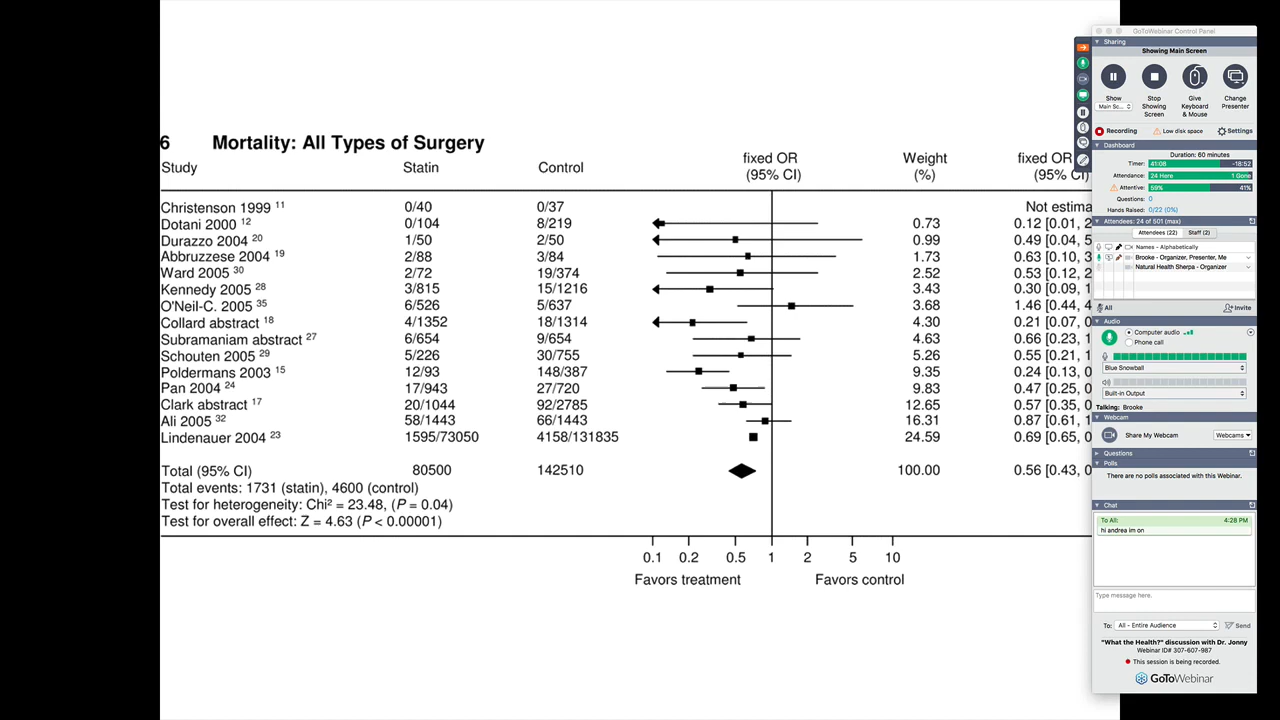 6 Mortality: All Types of Surgery
Study Statin Control fixed OR (95% CI) Weight (%) fixed OR (95% CI)
Christenson 1999 11 0/40 0/37 Not estima
Dotani 2000 12 0/104 8/219 0.73 0.12 [0.01, 2
Durazzo 2004 20 1/50 2/50 0.99 0.49 [0.04, 5
Abbruzzese 2004 19 2/88 3/84 1.73 0.63 [0.10, 3
Ward 2005 30 2/72 19/374 2.52 0.53 [0.12, 2
Kennedy 2005 28 3/815 15/1216 3.43 0.30 [0.09, 1
O'Neil-C. 2005 35 6/526 5/637 3.68 1.46 [0.44, 4
Collard abstract 18 4/1352 18/1314 4.30 0.21 [0.07, 0
Subramaniam abstract 27 6/654 9/654 4.63 0.66 [0.23, 1
Schouten 2005 29 5/226 30/755 5.26 0.55 [0.21, 1
Poldermans 2003 15 12/93 148/387 9.35 0.24 [0.13, 0
Pan 2004 24 17/943 27/720 9.83 0.47 [0.25, 0
Clark abstract 17 20/1044 92/2785 12.65 0.57 [0.35, 0
Ali 2005 32 58/1443 66/1443 16.31 0.87 [0.61, 1
Lindenauer 2004 23 1595/73050 4158/131835 24.59 0.69 [0.65, 0
Total (95% CI) 80500 142510 100.00 0.56 [0.43, 0
Total events: 1731 (statin), 4600 (control)
Test for heterogeneity: Chi² = 23.48, (P = 0.04)
Test for overall effect: Z = 4.63 (P < 0.00001)
0.1 0.2 0.5 1 2 5 10
Favors treatment Favors control
GoToWebinar Control Panel
Sharing
Showing Main Screen
Show Stop Showing Screen Give Keyboard & Mouse Change Presenter
Main Sc...
Recording Low disk space Settings
Dashboard
Duration: 60 minutes
Timer: 41:08 -18:52
Attendance: 24 Here 1 Gone
Attentive: 59% 41%
Questions: 0
Hands Raised: 0/22 (0%)
Attendees: 24 of 501 (max)
Attendees (22) Staff (2)
Names - Alphabetically
Brooke - Organizer, Presenter, Me
Natural Health Sherpa - Organizer
All Invite
Audio
Computer audio
Phone call
Blue Snowball
Built-in Output
Talking: Brooke
Webcam
Share My Webcam Webcams
Questions
Polls
There are no polls associated with this Webinar.
Chat
To All: 4:28 PM
hi andrea im on
Type message here.
To: All - Entire Audience Send
"What the Health?" discussion with Dr. Jonny
Webinar ID# 307-607-987
This session is being recorded.
GoToWebinar